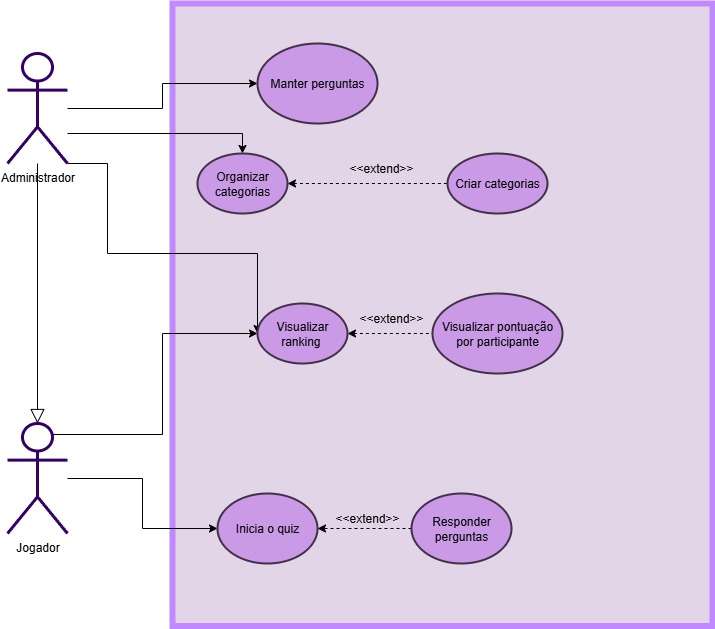 Manter perguntas
Administrador
Organizar
categorias
<<extend>>
Criar categorias
Visualizar
ranking
<<extend>>
Visualizar pontuação
por participante
Jogador
Inicia o quiz
<<extend>>
Responder
perguntas